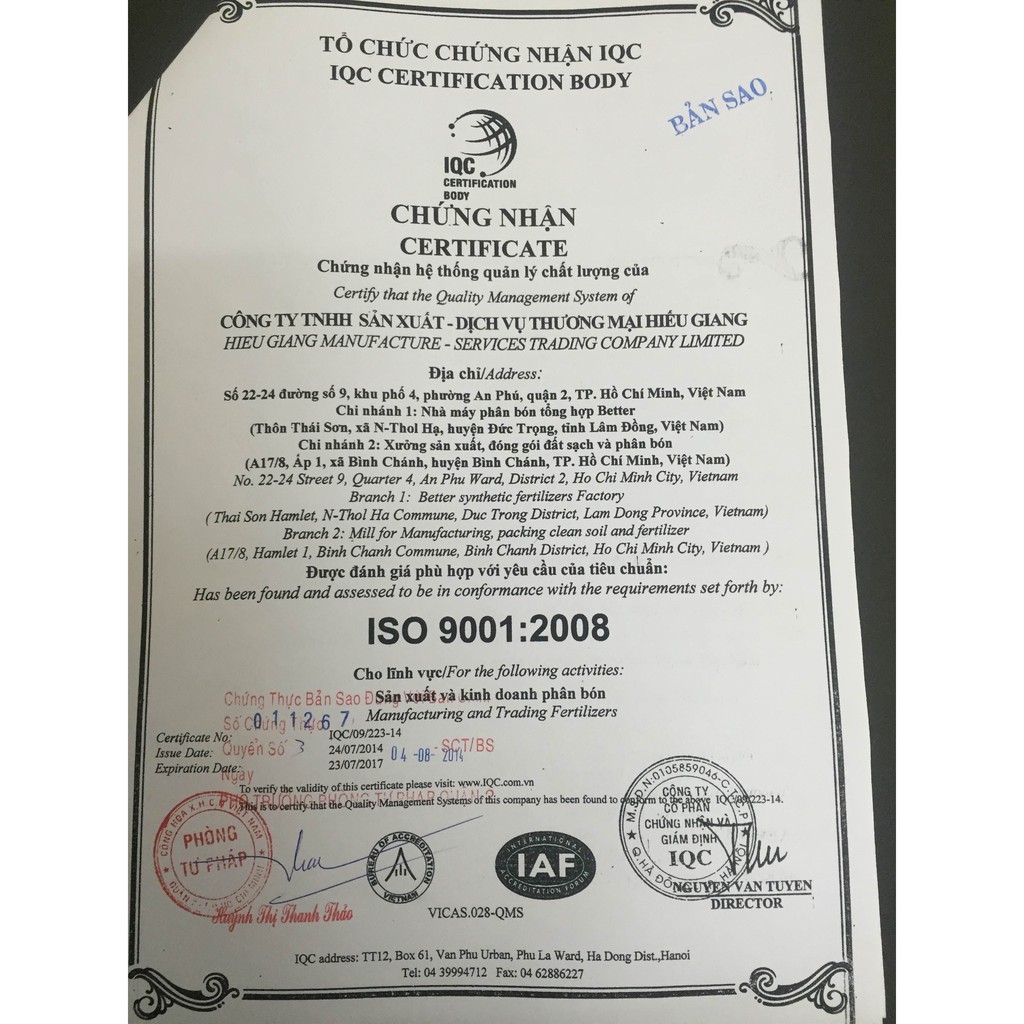 TỔ CHỨC CHỨNG NHẬN IQC
IQC CERTIFICATION BODY
BẢN SAO
IQC
CERTIFICATION
BODY
CHỨNG NHẬN
CERTIFICATE
Chứng nhận hệ thống quản lý chất lượng của
Certify that the Quality Management System of
CÔNG TY TNHH SẢN XUẤT - DỊCH VỤ THƯƠNG MẠI HIẾU GIANG
HIEU GIANG MANUFACTURE - SERVICES TRADING COMPANY LIMITED
Địa chỉ/Address:
Số 22-24 đường số 9, khu phố 4, phường An Phú, quận 2, TP. Hồ Chí Minh, Việt Nam
Chi nhánh 1: Nhà máy phân bón tổng hợp Better
(Thôn Thái Sơn, xã N-Thol Hạ, huyện Đức Trọng, tỉnh Lâm Đồng, Việt Nam)
Chi nhánh 2: Xưởng sản xuất, đóng gói đất sạch và phân bón
(A17/8, Ấp 1, xã Bình Chánh, huyện Bình Chánh, TP. Hồ Chí Minh, Việt Nam)
No. 22-24 Street 9, Quarter 4, An Phu Ward, District 2, Ho Chi Minh City, Vietnam
Branch 1: Better synthetic fertilizers Factory
( Thai Son Hamlet, N-Thol Ha Commune, Duc Trong District, Lam Dong Province, Vietnam)
Branch 2: Mill for Manufacturing, packing clean soil and fertilizer
(A17/8, Hamlet 1, Binh Chanh Commune, Binh Chanh District, Ho Chi Minh City, Vietnam )
Được đánh giá phù hợp với yêu cầu của tiêu chuẩn:
Has been found and assessed to be in conformance with the requirements set forth by:
ISO 9001:2008
Cho lĩnh vực/For the following activities:
Chứng Thực Bản Sao
Sản xuất và kinh doanh phân bón
Số 011267
Manufacturing and Trading Fertilizers
Certificate No: IQC/09/223-14
Quyển Số 3 SCT/BS
Issue Date: 24/07/2014
04 -08- 2014
Expiration Date: 23/07/2017
Ngày
To verify the validity of this certificate please visit: www.IQC.com.vn
This is to certify that the Quality Management Systems of this company has been found to conform to the above IQC/09/223-14.
PHÒNG
TƯ PHÁP
Huỳnh Thị Thanh Thảo
BUREAU OF ACCREDITATION
VIETNAM
INTERNATIONAL
IAF
ACCREDITATION FORUM
VICAS.028-QMS
M.S.D.N:0105859046-C.T.C.P
CÔNG TY
CỔ PHẦN
CHỨNG NHẬN VÀ
GIÁM ĐỊNH
IQC
NGUYEN VAN TUYEN
DIRECTOR
IQC address: TT12, Box 61, Van Phu Urban, Phu La Ward, Ha Dong Dist.,Hanoi
Tel: 04 39994712 Fax: 04 62886227